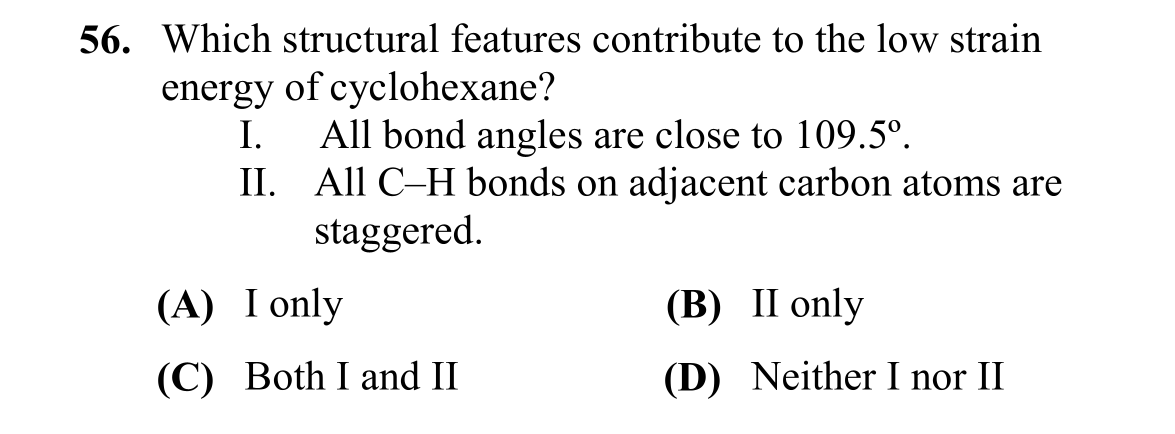 56. Which structural features contribute to the low strain
energy of cyclohexane?
I. All bond angles are close to 109.5º.
II. All C–H bonds on adjacent carbon atoms are
staggered.
(A) I only (B) II only
(C) Both I and II (D) Neither I nor II